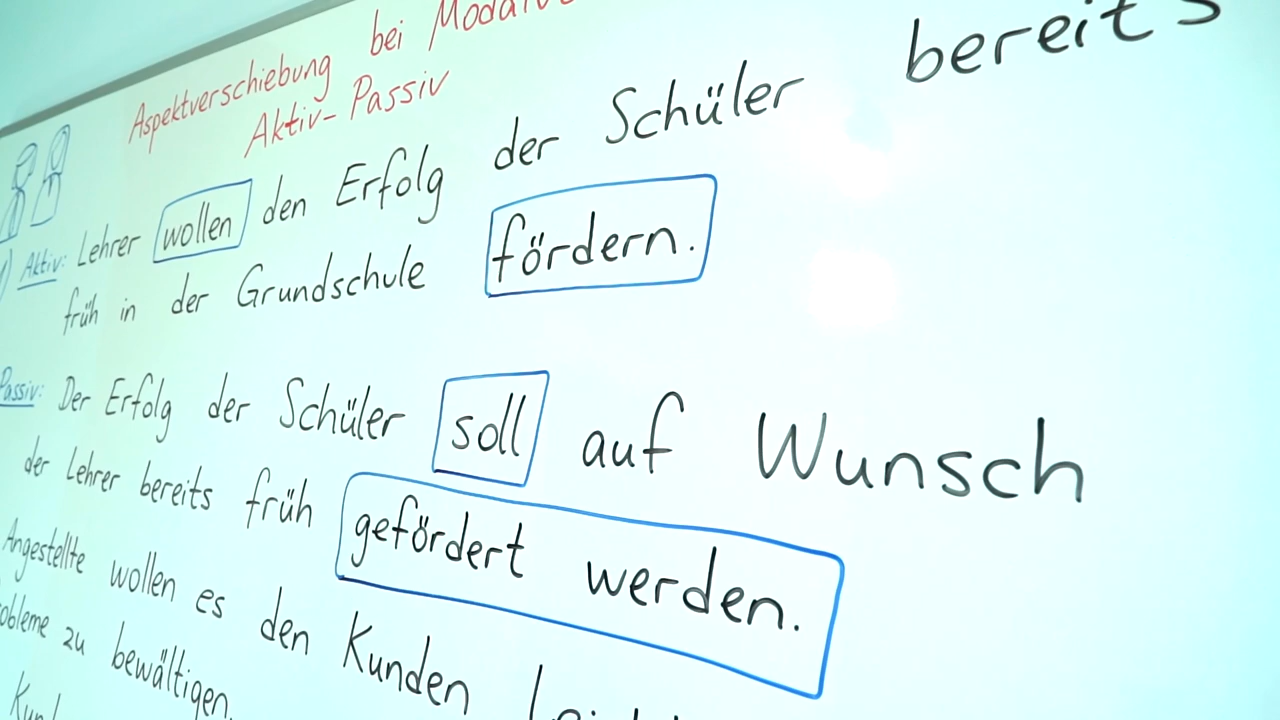 Aspektverschiebung bei
Aktiv-Passiv
Aktiv: Lehrer wollen den Erfolg der Schüler bereits
früh in der Grundschule fördern.
Passiv: Der Erfolg der Schüler soll auf Wunsch
der Lehrer bereits früh gefördert werden.
Angestellte wollen es den Kunden
zu bewältigen.